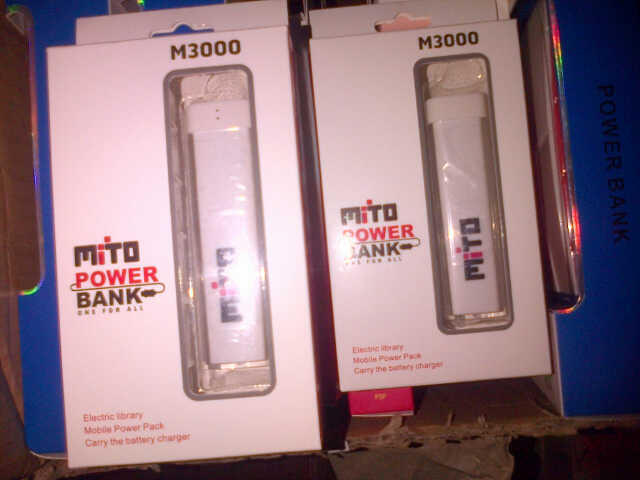 M3000
MITO
MITO
POWER
BANK
ONE FOR ALL
Electric library
Mobile Power Pack
Carry the battery charger
M3000
MITO
MITO
POWER
BANK
ONE FOR ALL
Electric library
Mobile Power Pack
Carry the battery charger
POWER BANK